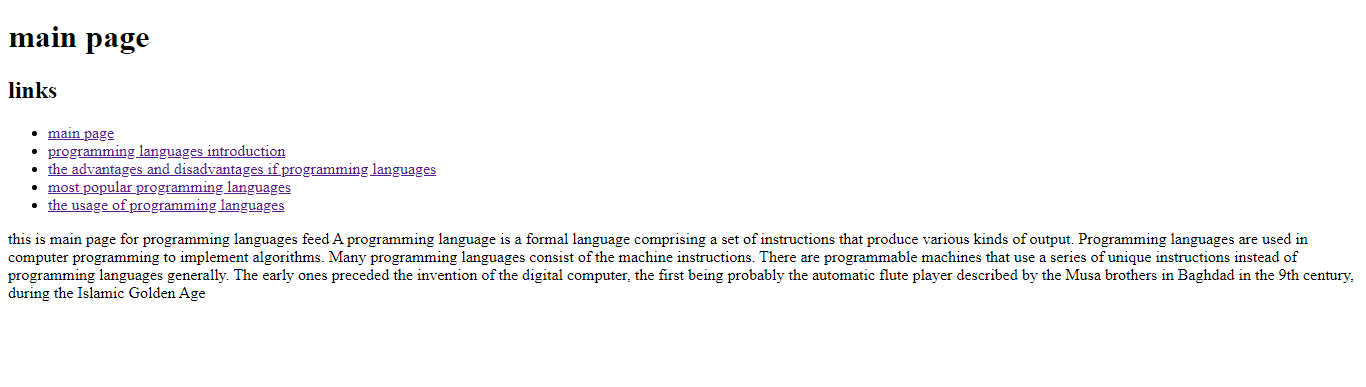 main page
links
main page
programming languages introduction
the advantages and disadvantages if programming languages
most popular programming languages
the usage of programming languages
this is main page for programming languages feed A programming language is a formal language comprising a set of instructions that produce various kinds of output. Programming languages are used in
computer programming to implement algorithms. Many programming languages consist of the machine instructions. There are programmable machines that use a series of unique instructions instead of
programming languages generally. The early ones preceded the invention of the digital computer, the first being probably the automatic flute player described by the Musa brothers in Baghdad in the 9th century,
during the Islamic Golden Age